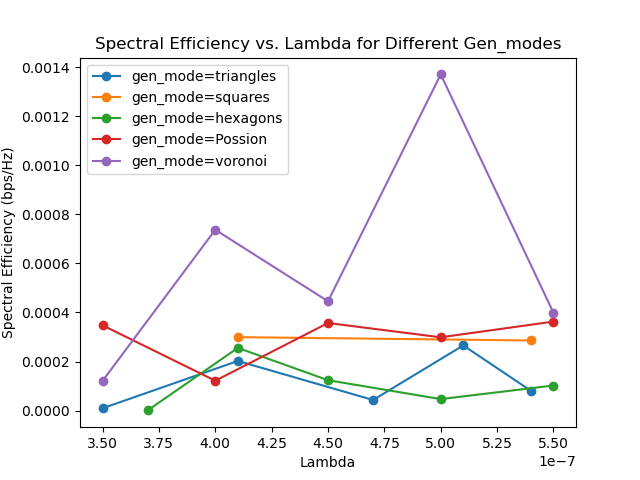 Spectral Efficiency vs. Lambda for Different Gen_modes
gen_mode=triangles
gen_mode=squares
gen_mode=hexagons
gen_mode=Possion
gen_mode=voronoi
Spectral Efficiency (bps/Hz)
0.0014
0.0012
0.0010
0.0008
0.0006
0.0004
0.0002
0.0000
3.50 3.75 4.00 4.25 4.50 4.75 5.00 5.25 5.50
1e−7
Lambda